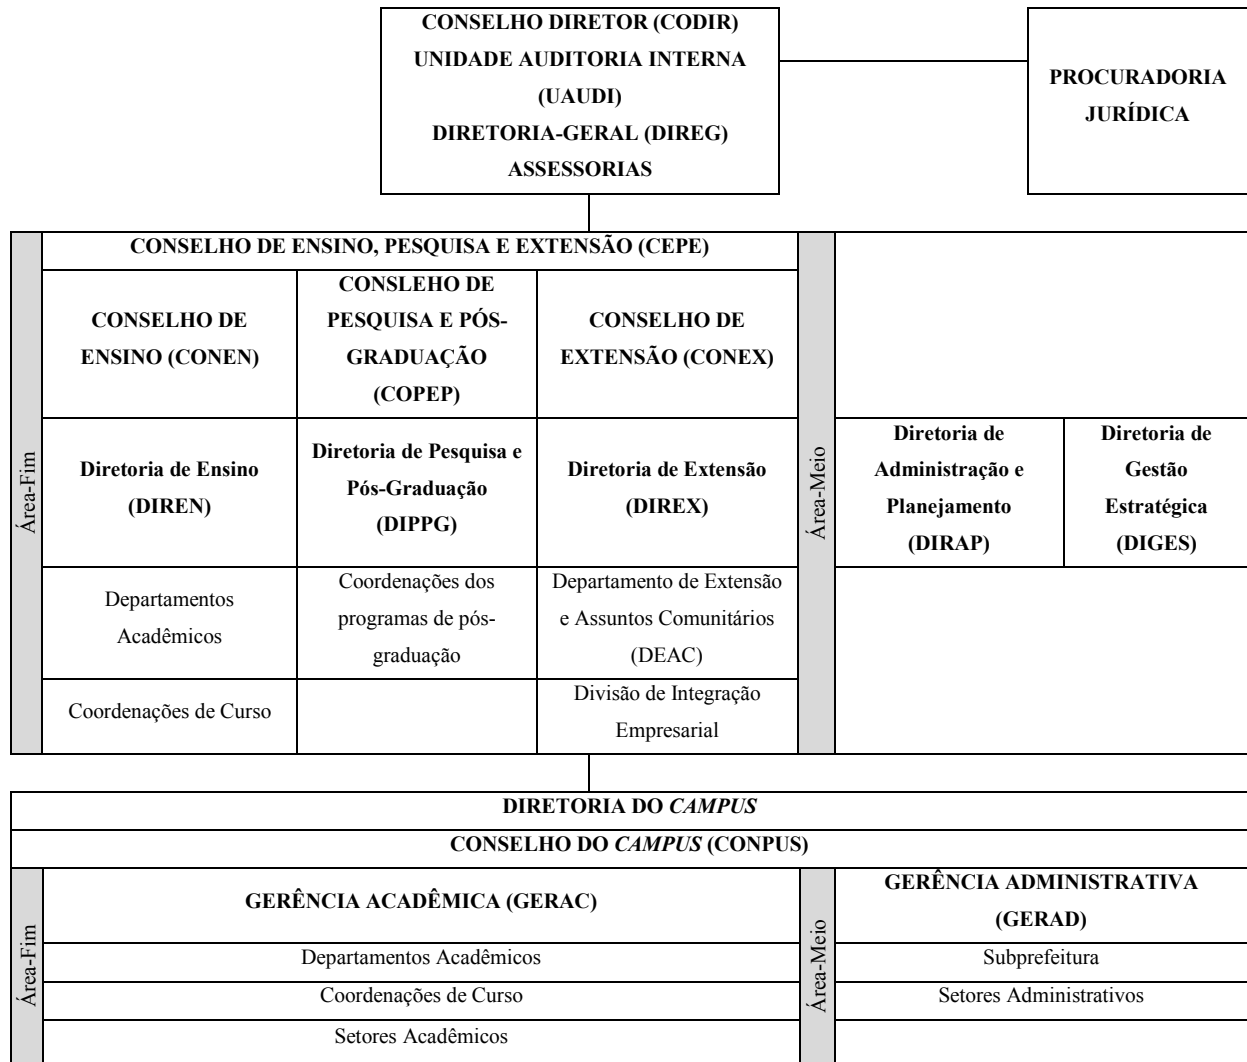 CONSELHO DIRETOR (CODIR)
UNIDADE AUDITORIA INTERNA
(UAUDI)
DIRETORIA-GERAL (DIREG)
ASSESSORIAS
PROCURADORIA
JURÍDICA
Área-Fim
CONSELHO DE ENSINO, PESQUISA E EXTENSÃO (CEPE)
CONSELHO DE
ENSINO (CONEN)
CONSLEHO DE
PESQUISA E PÓS-
GRADUAÇÃO
(COPEP)
CONSELHO DE
EXTENSÃO (CONEX)
Diretoria de Ensino
(DIREN)
Diretoria de Pesquisa e
Pós-Graduação
(DIPPG)
Diretoria de Extensão
(DIREX)
Área-Meio
Diretoria de
Administração e
Planejamento
(DIRAP)
Diretoria de
Gestão
Estratégica
(DIGES)
Departamentos
Acadêmicos
Coordenações dos
programas de pós-
graduação
Departamento de Extensão
e Assuntos Comunitários
(DEAC)
Coordenações de Curso
Divisão de Integração
Empresarial
DIRETORIA DO CAMPUS
CONSELHO DO CAMPUS (CONPUS)
Área-Fim
GERÊNCIA ACADÊMICA (GERAC)
Área-Meio
GERÊNCIA ADMINISTRATIVA
(GERAD)
Departamentos Acadêmicos
Subprefeitura
Coordenações de Curso
Setores Administrativos
Setores Acadêmicos